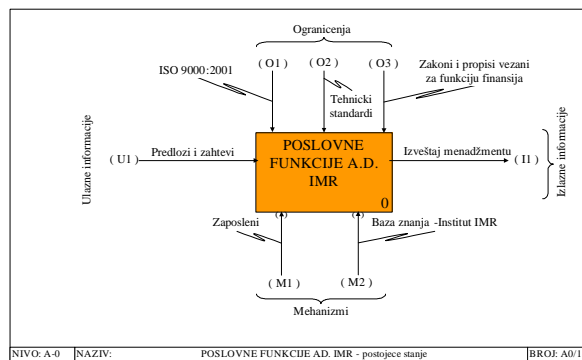 Ogranicenja
( O1 )
( O2 )
( O3 )
ISO 9000:2001
Tehnicki
standardi
Zakoni i propisi vezani
za funkciju finansija
Ulazne informacije
( U1 )
Predlozi i zahtevi
POSLOVNE
FUNKCIJE A.D.
IMR
0
Izveštaj menadžmentu
( I1 )
Izlazne informacije
Zaposleni
Baza znanja -Institut IMR
( M1 )
( M2 )
Mehanizmi
NIVO: A-0 NAZIV: POSLOVNE FUNKCIJE AD. IMR - postojece stanje BROJ: A0/1